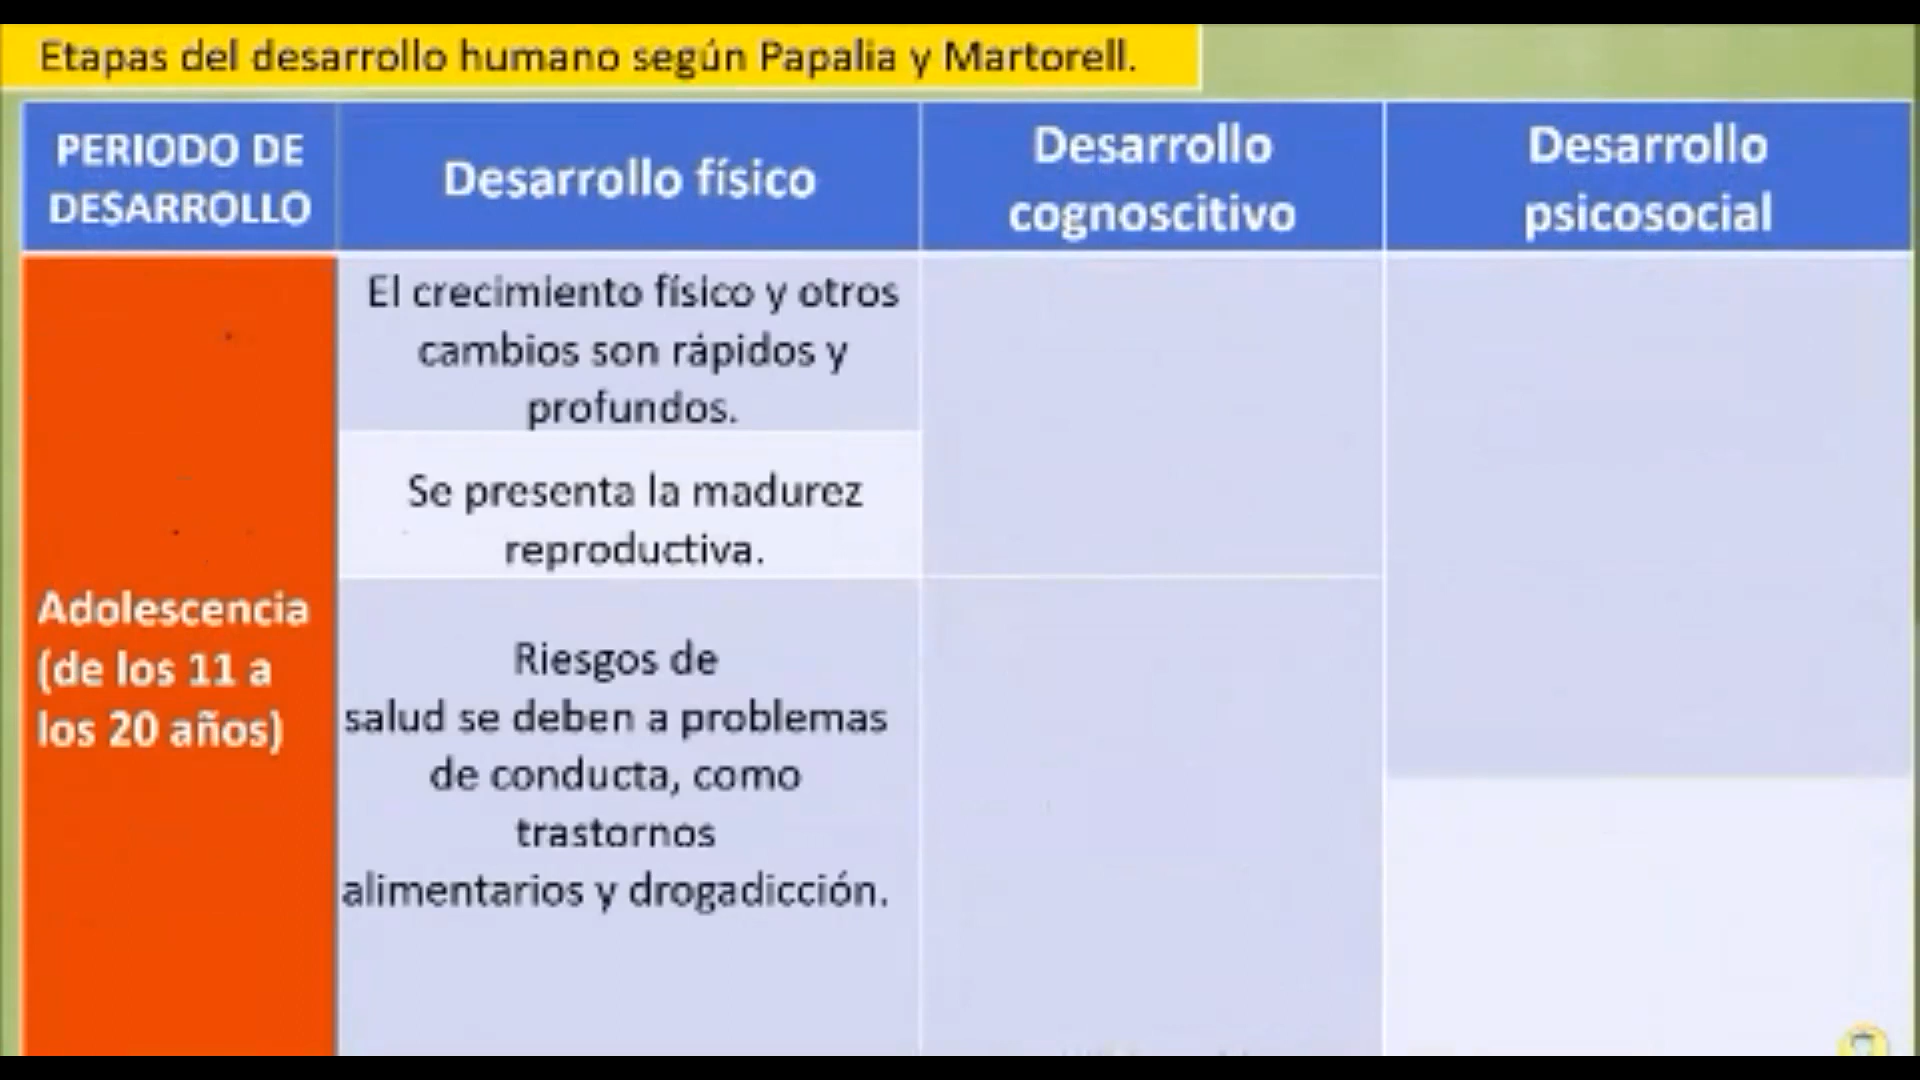 Etapas del desarrollo humano según Papalia y Martorell.
PERIODO DE
DESARROLLO
Desarrollo físico
Desarrollo
cognoscitivo
Desarrollo
psicosocial
Adolescencia
(de los 11 a
los 20 años)
El crecimiento físico y otros
cambios son rápidos y
profundos.
Se presenta la madurez
reproductiva.
Riesgos de
salud se deben a problemas
de conducta, como
trastornos
alimentarios y drogadicción.